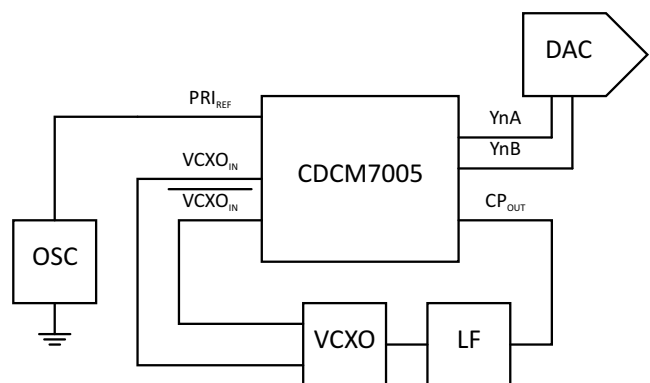 DAC
PRI_REF
YnA
YnB
VCXO_IN
CDCM7005
VCXO_IN
CP_OUT
OSC
VCXO
LF